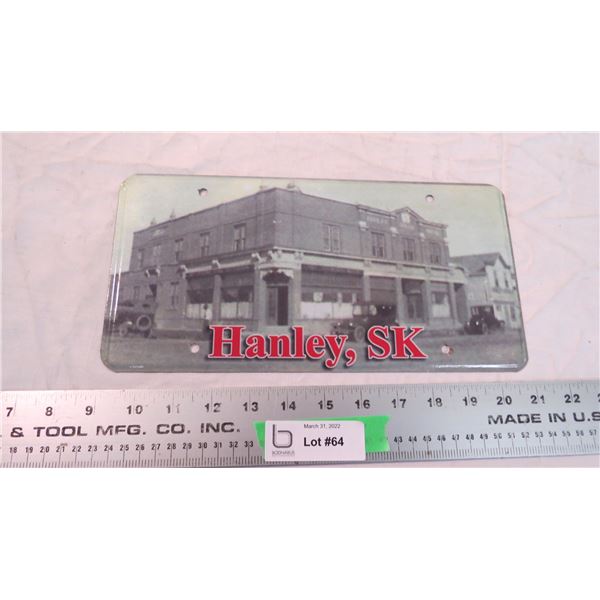 Hanley, SK
7 8 9 10 11 12 13 14 15 16 17 18 19 20 21 22
& TOOL MFG. CO. INC.
MADE IN U.S
March 31, 2022
Lot #64
BODNARUS